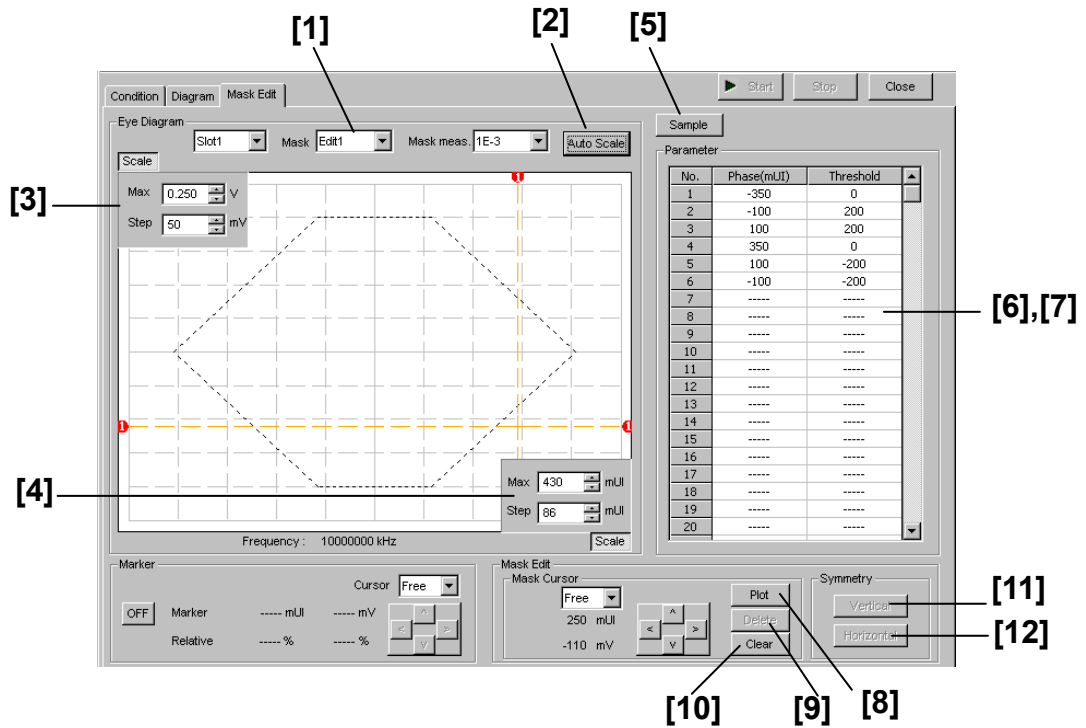 [1]
[2]
[5]
Condition Diagram Mask Edit
Start Stop Close
Eye Diagram
Slot1 Mask Edit1 Mask meas. 1E-3 Auto Scale
Sample
Scale
Parameter
[3]
Max 0.250 V
Step 50 mV
1
No. Phase(mUI) Threshold
1 -350 0
2 -100 200
3 100 200
4 350 0
5 100 -200
6 -100 -200
7 ----- -----
8 ----- -----
9 ----- -----
10 ----- -----
11 ----- -----
12 ----- -----
13 ----- -----
14 ----- -----
15 ----- -----
16 ----- -----
17 ----- -----
18 ----- -----
19 ----- -----
20 ----- -----
[6],[7]
1 1
[4]
Max 430 mUI
Step 86 mUI
Frequency : 10000000 kHz
Scale
Marker
Cursor Free
OFF Marker ----- mUI ----- mV
Relative ----- % ----- %
< ^ v >
Mask Edit
Mask Cursor
Free
250 mUI
-110 mV
< ^ v >
Plot
Delete
Clear
Symmetry
Vertical
Horizontal
[11]
[12]
[10]
[9]
[8]